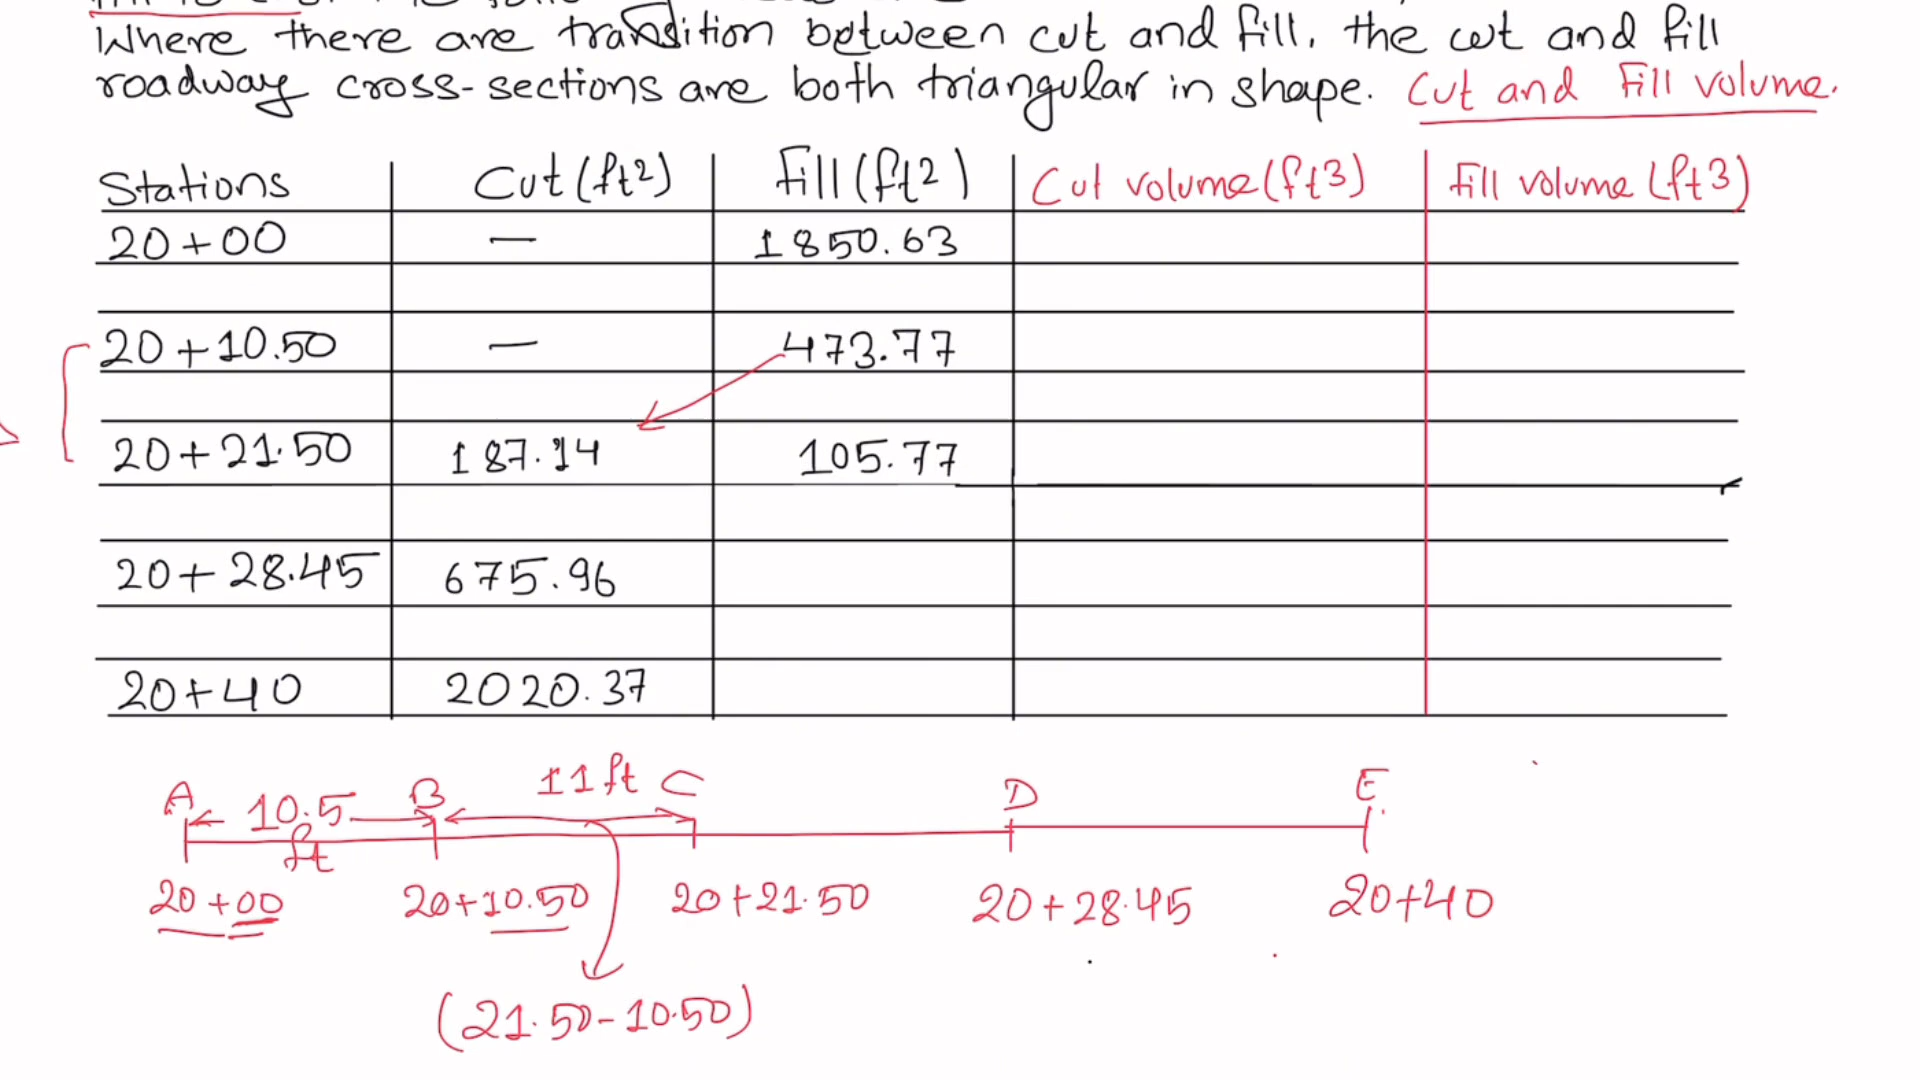 Where there are transition between cut and fill, the cut and fill
roadway cross-sections are both triangular in shape. Cut and Fill volume.
Stations Cut (ft2) Fill (ft2) Cut volume (ft3) Fill volume (ft3)
20+00 — 1850.63
20+10.50 — 473.77
20+21.50 187.14 105.77
20+28.45 675.96
20+40 2020.37
A B 11ft C D E
10.5
ft
20+00 20+10.50 20+21.50 20+28.45 20+40
(21.50-10.50)